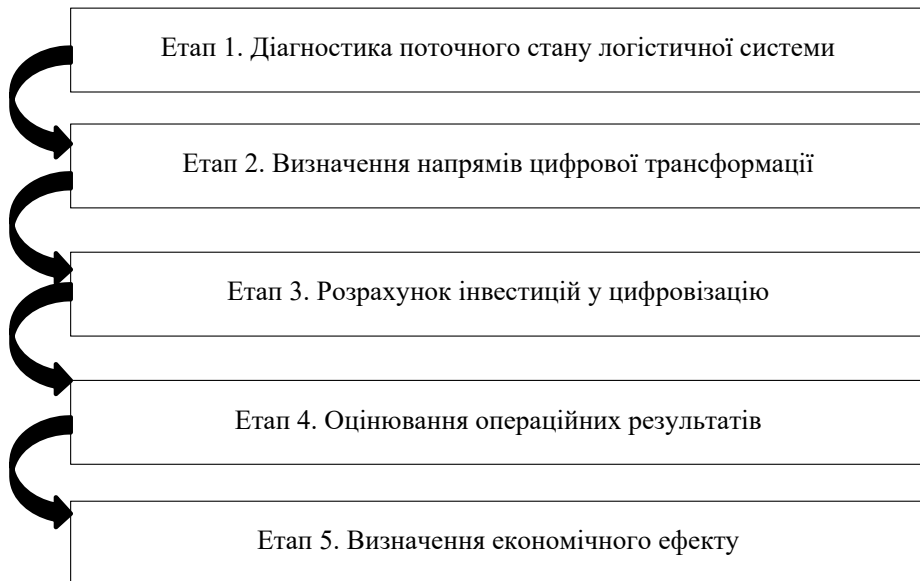 Етап 1. Діагностика поточного стану логістичної системи
Етап 2. Визначення напрямів цифрової трансформації
Етап 3. Розрахунок інвестицій у цифровізацію
Етап 4. Оцінювання операційних результатів
Етап 5. Визначення економічного ефекту